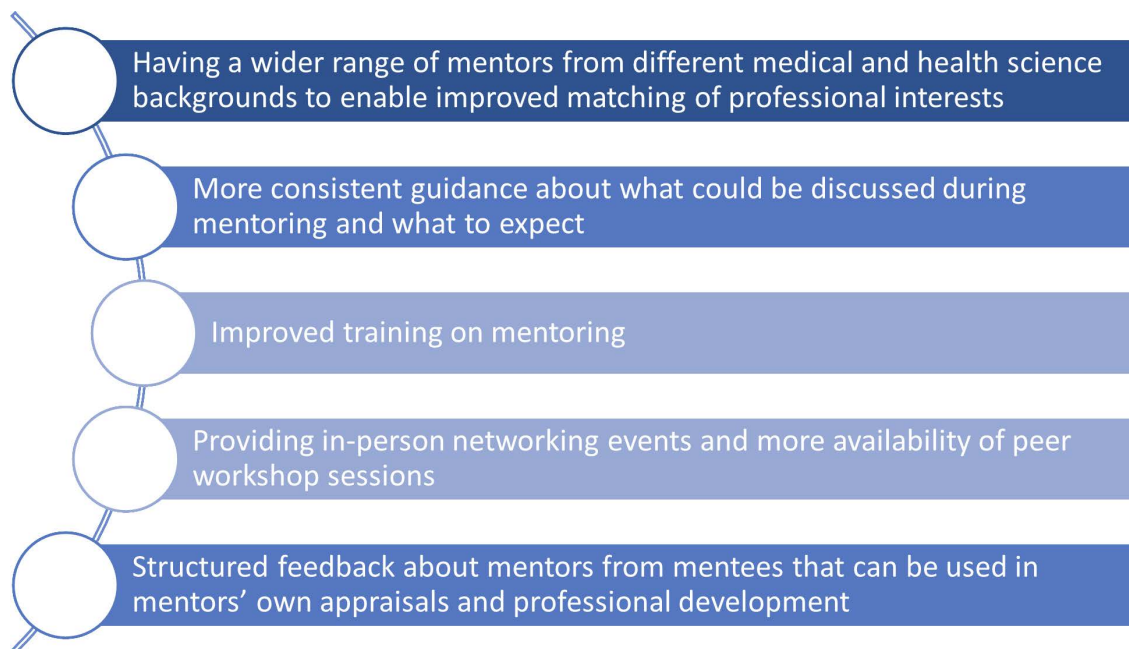 Having a wider range of mentors from different medical and health science
backgrounds to enable improved matching of professional interests
More consistent guidance about what could be discussed during
mentoring and what to expect
Improved training on mentoring
Providing in-person networking events and more availability of peer
workshop sessions
Structured feedback about mentors from mentees that can be used in
mentors’ own appraisals and professional development